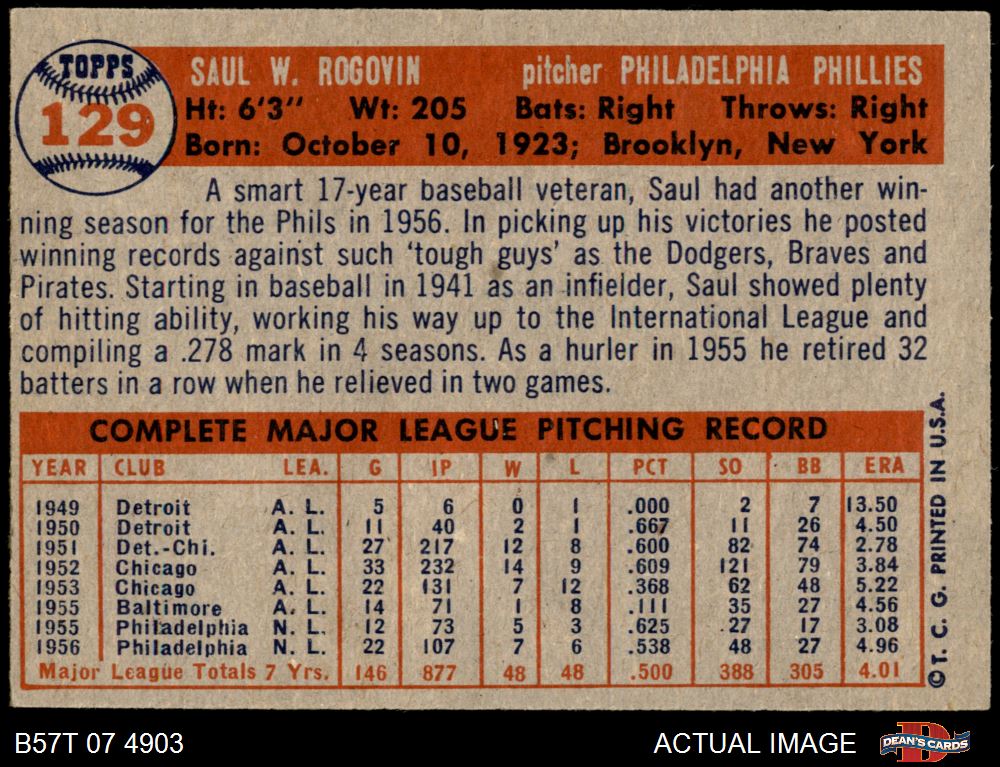 TOPPS
129
SAUL W. ROGOVIN pitcher PHILADELPHIA PHILLIES
Ht: 6'3" Wt: 205 Bats: Right Throws: Right
Born: October 10, 1923; Brooklyn, New York
A smart 17-year baseball veteran, Saul had another win-
ning season for the Phils in 1956. In picking up his victories he posted
winning records against such 'tough guys' as the Dodgers, Braves and
Pirates. Starting in baseball in 1941 as an infielder, Saul showed plenty
of hitting ability, working his way up to the International League and
compiling a .278 mark in 4 seasons. As a hurler in 1955 he retired 32
batters in a row when he relieved in two games.
COMPLETE MAJOR LEAGUE PITCHING RECORD
YEAR CLUB LEA. G IP W L PCT SO BB ERA
1949 Detroit A. L. 5 6 0 1 .000 2 7 13.50
1950 Detroit A. L. 11 40 2 1 .667 11 26 4.50
1951 Det.-Chi. A. L. 27 217 12 8 .600 82 74 2.78
1952 Chicago A. L. 33 232 14 9 .609 121 79 3.84
1953 Chicago A. L. 22 131 7 12 .368 62 48 5.22
1955 Baltimore A. L. 14 71 1 8 .111 35 27 4.56
1955 Philadelphia N. L. 12 73 5 3 .625 27 17 3.08
1956 Philadelphia N. L. 22 107 7 6 .538 48 27 4.96
Major League Totals 7 Yrs. 146 877 48 48 .500 388 305 4.01
© T. C. G. PRINTED IN U.S.A.
B57T 07 4903 ACTUAL IMAGE
D
DEAN'S CARDS